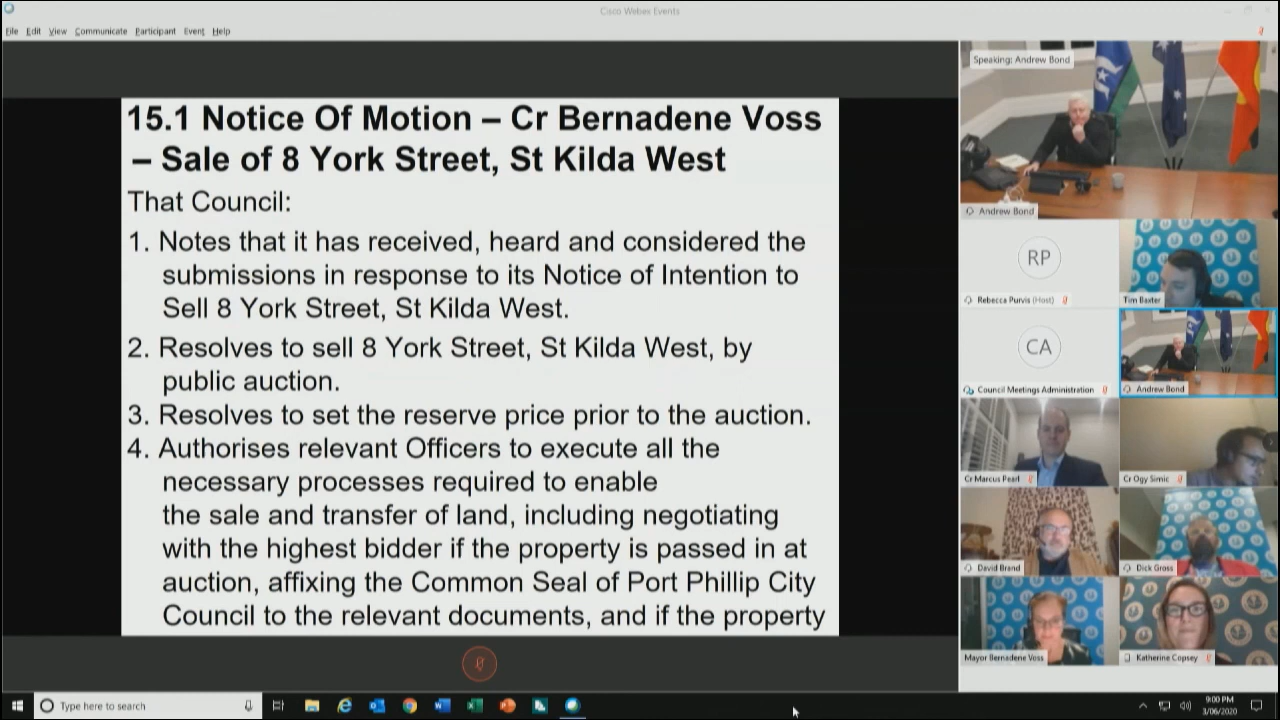 Cisco Webex Events
File Edit View Communicate Participant Event Help
Speaking: Andrew Bond
15.1 Notice Of Motion – Cr Bernadene Voss
– Sale of 8 York Street, St Kilda West
That Council:
1. Notes that it has received, heard and considered the
submissions in response to its Notice of Intention to
Sell 8 York Street, St Kilda West.
2. Resolves to sell 8 York Street, St Kilda West, by
public auction.
3. Resolves to set the reserve price prior to the auction.
4. Authorises relevant Officers to execute all the
necessary processes required to enable
the sale and transfer of land, including negotiating
with the highest bidder if the property is passed in at
auction, affixing the Common Seal of Port Phillip City
Council to the relevant documents, and if the property
Andrew Bond
RP
Rebecca Purvis (Host)
Tim Baxter
CA
Council Meetings Administration
Andrew Bond
Cr Marcus Pearl
Cr Ogy Simic
David Brand
Dick Gross
Mayor Bernadene Voss
Katherine Copsey
Type here to search
9:00 PM
3/06/2020